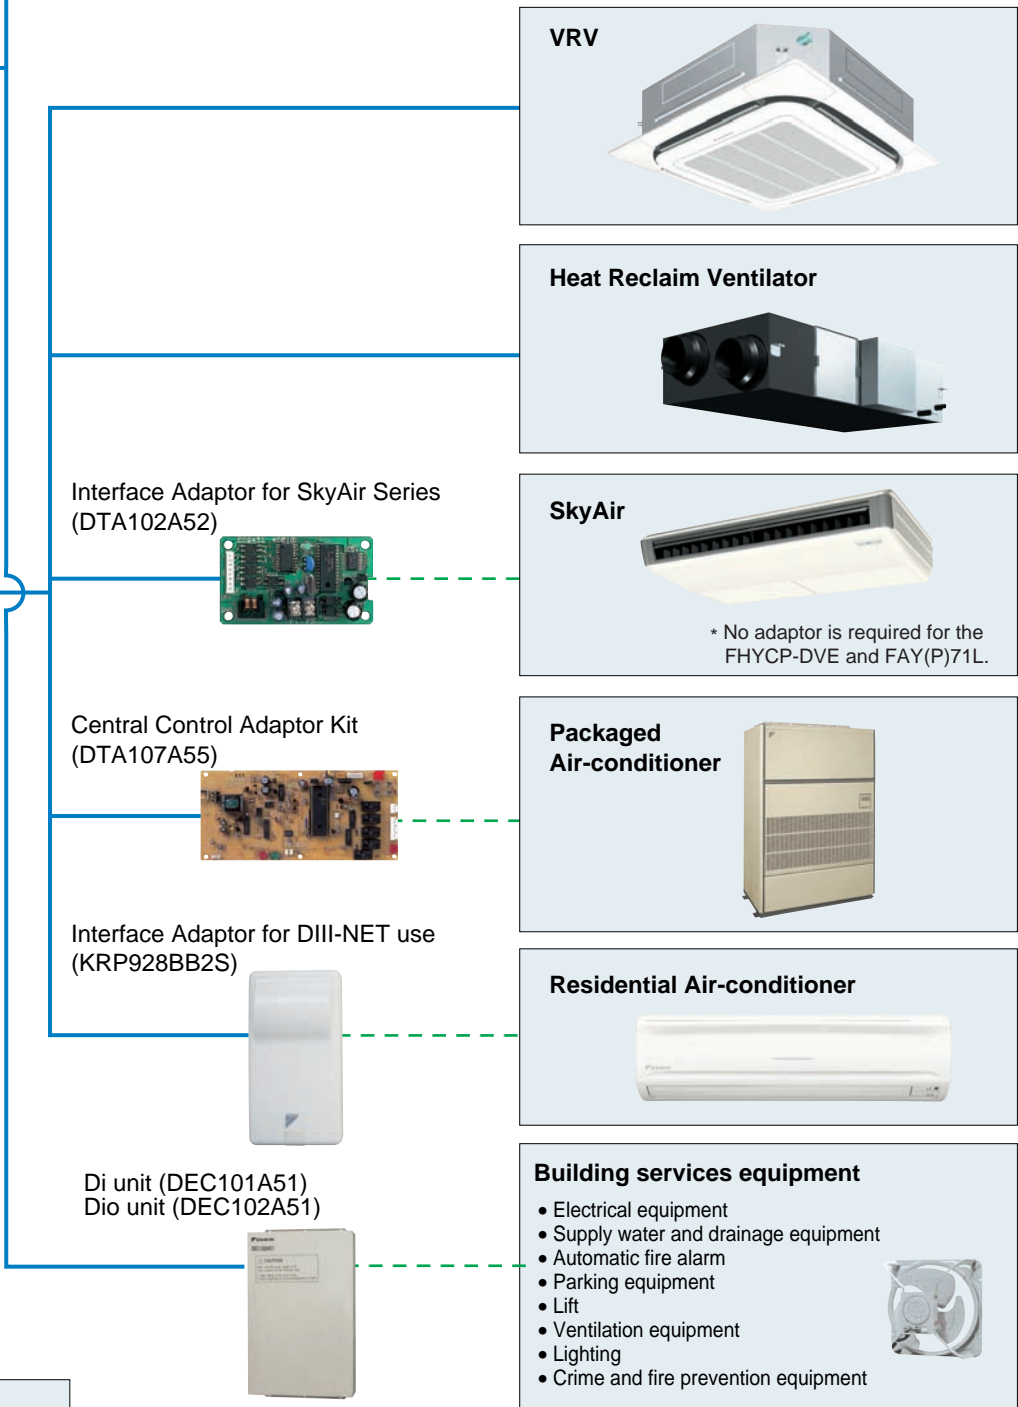 VRV
Heat Reclaim Ventilator
Interface Adaptor for SkyAir Series
(DTA102A52)
SkyAir
* No adaptor is required for the
FHYCP-DVE and FAY(P)71L.
Central Control Adaptor Kit
(DTA107A55)
Packaged
Air-conditioner
Interface Adaptor for DIII-NET use
(KRP928BB2S)
Residential Air-conditioner
Di unit (DEC101A51)
Dio unit (DEC102A51)
CAUTION
Building services equipment
• Electrical equipment
• Supply water and drainage equipment
• Automatic fire alarm
• Parking equipment
• Lift
• Ventilation equipment
• Lighting
• Crime and fire prevention equipment